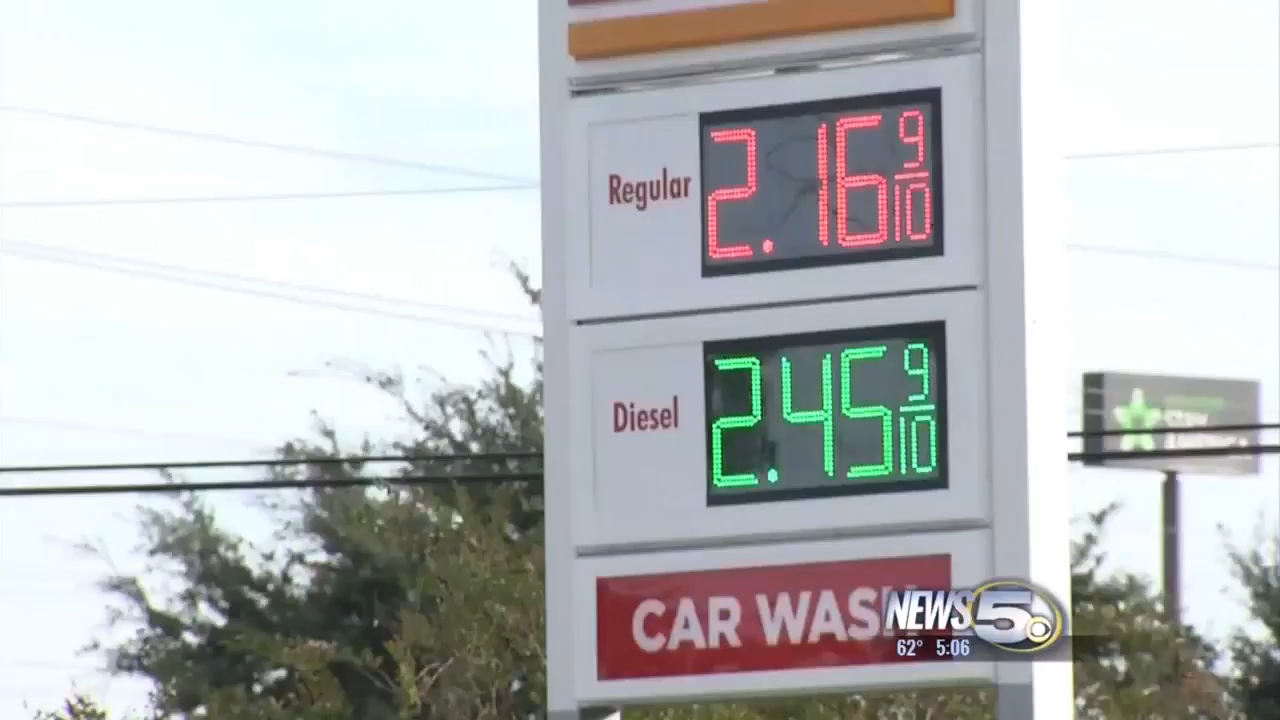 Regular 2.16 9/10
Diesel 2.45 9/10
CAR WASH
NEWS 5
62° 5:06